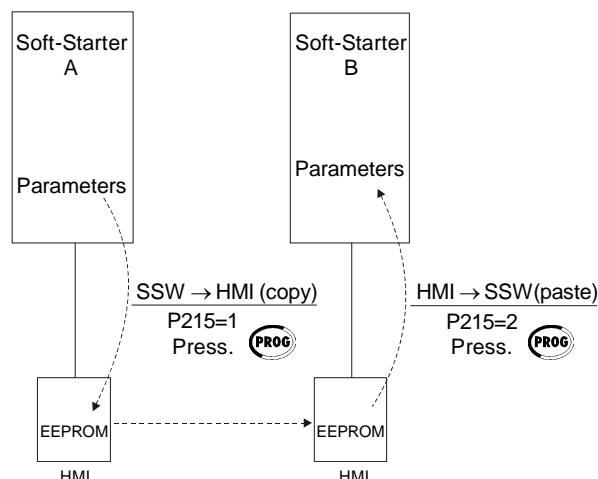 Soft-Starter
A
Parameters
SSW → HMI (copy)
P215=1
Press. PROG
EEPROM
HMI
Soft-Starter
B
Parameters
HMI → SSW(paste)
P215=2
Press. PROG
EEPROM
HMI